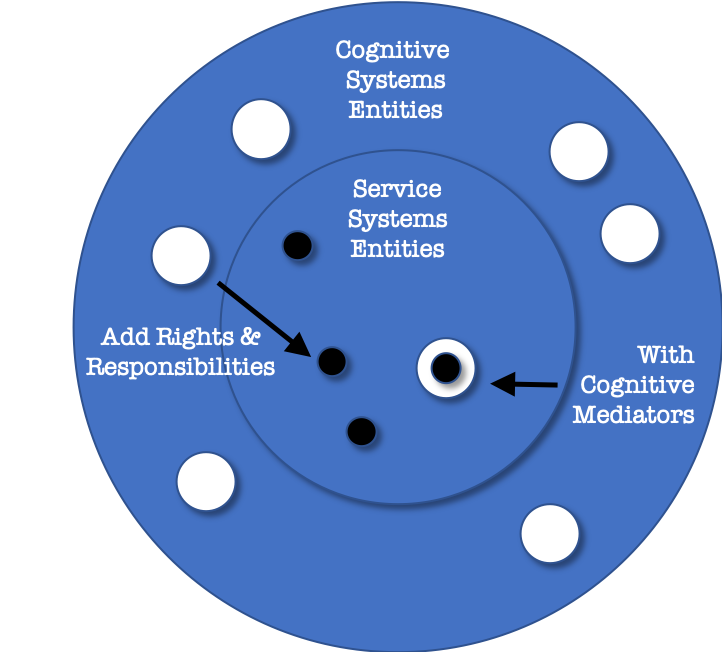 Cognitive
Systems
Entities
Service
Systems
Entities
Add Rights &
Responsibilities
With
Cognitive
Mediators